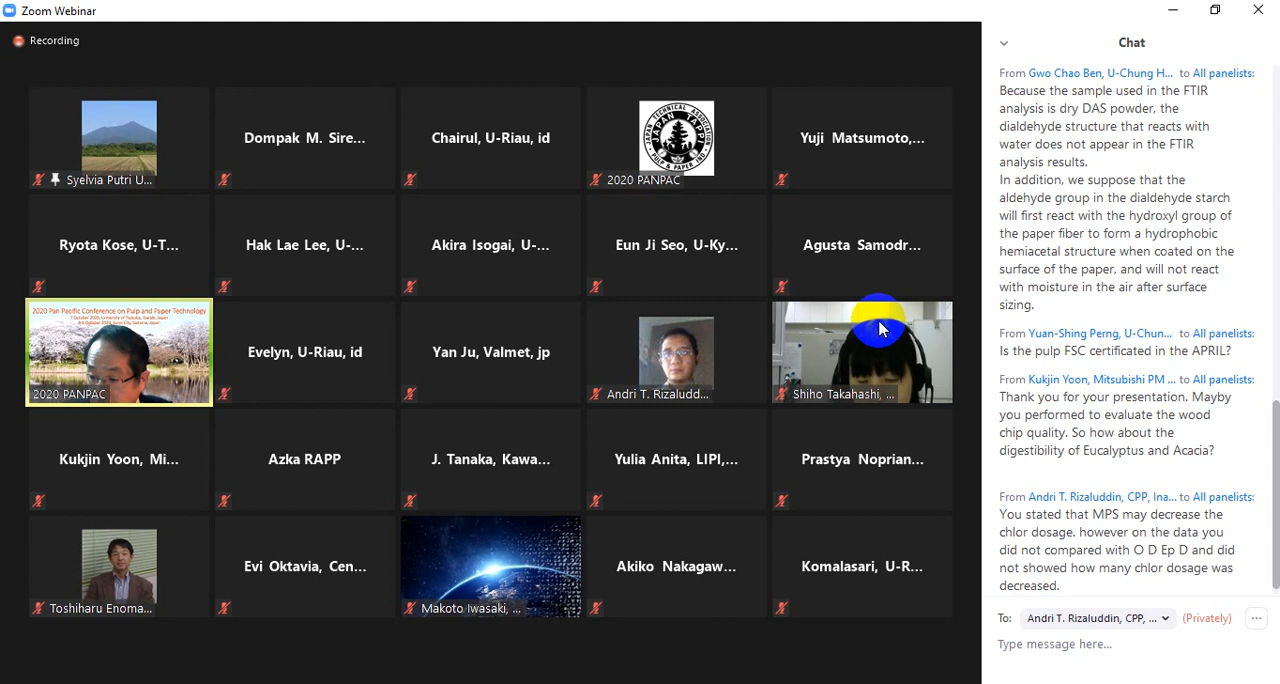 Zoom Webinar
Recording
Syelvia Putri U...
Dompak M. Sire...
Chairul, U-Riau, id
JAPAN TECHNICAL ASSOCIATION
JAPAN TAPPI
PULP & PAPER IND
2020 PANPAC
Yuji Matsumoto,...
Ryota Kose, U-T...
Hak Lae Lee, U-...
Akira Isogai, U-...
Eun Ji Seo, U-Ky...
Agusta Samodr...
2020 Pan Pacific Conference on Pulp and Paper Technology
2020 PANPAC
Evelyn, U-Riau, id
Yan Ju, Valmet, jp
Andri T. Rizaludd...
Shiho Takahashi, ...
Kukjin Yoon, Mi...
Azka RAPP
J. Tanaka, Kawa...
Yulia Anita, LIPI,...
Prastya Noprian...
Toshiharu Enoma...
Evi Oktavia, Cen...
Makoto Iwasaki, ...
Akiko Nakagaw...
Komalasari, U-R...
Chat
From Gwo Chao Ben, U-Chung H... to All panelists:
Because the sample used in the FTIR
analysis is dry DAS powder, the
dialdehyde structure that reacts with
water does not appear in the FTIR
analysis results.
In addition, we suppose that the
aldehyde group in the dialdehyde starch
will first react with the hydroxyl group of
the paper fiber to form a hydrophobic
hemiacetal structure when coated on the
surface of the paper, and will not react
with moisture in the air after surface
sizing.
From Yuan-Shing Perng, U-Chun... to All panelists:
Is the pulp FSC certificated in the APRIL?
From Kukjin Yoon, Mitsubishi PM ... to All panelists:
Thank you for your presentation. Mayby
you performed to evaluate the wood
chip quality. So how about the
digestibility of Eucalyptus and Acacia?
From Andri T. Rizaluddin, CPP, Ina... to All panelists:
You stated that MPS may decrease the
chlor dosage. however on the data you
did not compared with O D Ep D and did
not showed how many chlor dosage was
decreased.
To: Andri T. Rizaluddin, CPP, ... (Privately) ...
Type message here...